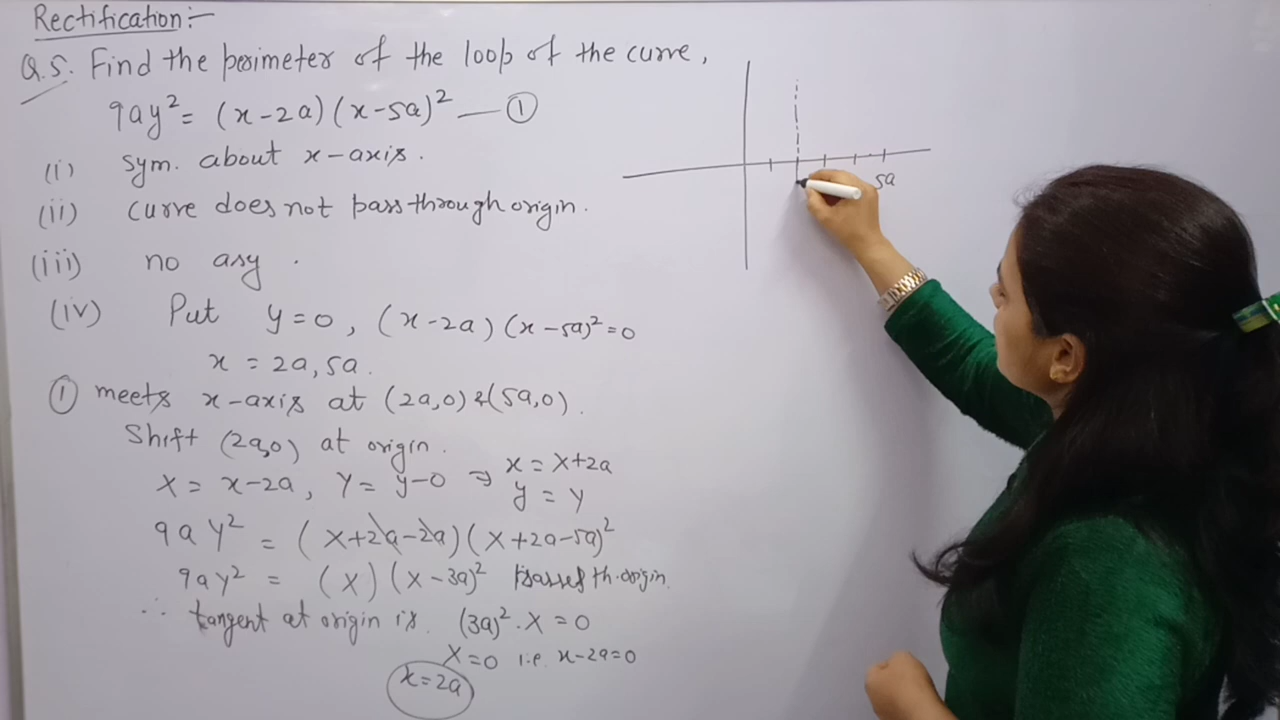 Rectification:-
Q.5. Find the perimeter of the loop of the curve,
9ay² = (x-2a)(x-5a)² — ①
(i) sym. about x-axis.
(ii) curve does not pass through origin.
(iii) no asy.
(iv) Put y=0, (x-2a)(x-5a)²=0
x = 2a, 5a.
① meets x-axis at (2a,0) & (5a,0).
Shift (2a,0) at origin.
X = x-2a, Y = y-0 ⇒ x = X+2a
y = Y
9aY² = (X+2a-2a)(X+2a-5a)²
9aY² = (X)(X-3a)² passes th. origin.
∴ tangent at origin is (3a)².X = 0
X=0 i.e. x-2a=0
x=2a
5a